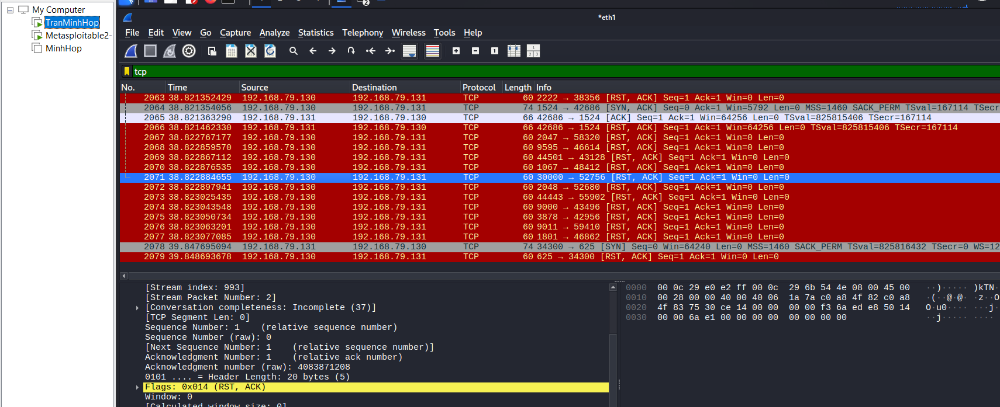 My Computer
TranMinhHop
Metasploitable2-
MinhHop
2
*eth1
File Edit View Go Capture Analyze Statistics Telephony Wireless Tools Help
tcp
No. Time Source Destination Protocol Length Info
2063 38.821352429 192.168.79.130 192.168.79.131 TCP 60 2222 → 38356 [RST, ACK] Seq=1 Ack=1 Win=0 Len=0
2064 38.821354056 192.168.79.130 192.168.79.131 TCP 74 1524 → 42686 [SYN, ACK] Seq=0 Ack=1 Win=5792 Len=0 MSS=1460 SACK_PERM TSval=167114 TSecr
2065 38.821363290 192.168.79.131 192.168.79.130 TCP 66 42686 → 1524 [ACK] Seq=1 Ack=1 Win=64256 Len=0 TSval=825815406 TSecr=167114
2066 38.821462330 192.168.79.131 192.168.79.130 TCP 66 42686 → 1524 [RST, ACK] Seq=1 Ack=1 Win=64256 Len=0 TSval=825815406 TSecr=167114
2067 38.822767177 192.168.79.130 192.168.79.131 TCP 60 2047 → 58320 [RST, ACK] Seq=1 Ack=1 Win=0 Len=0
2068 38.822859570 192.168.79.130 192.168.79.131 TCP 60 9595 → 46614 [RST, ACK] Seq=1 Ack=1 Win=0 Len=0
2069 38.822867112 192.168.79.130 192.168.79.131 TCP 60 44501 → 43128 [RST, ACK] Seq=1 Ack=1 Win=0 Len=0
2070 38.822876535 192.168.79.130 192.168.79.131 TCP 60 1067 → 48412 [RST, ACK] Seq=1 Ack=1 Win=0 Len=0
2071 38.822884655 192.168.79.130 192.168.79.131 TCP 60 30000 → 52756 [RST, ACK] Seq=1 Ack=1 Win=0 Len=0
2072 38.822897941 192.168.79.130 192.168.79.131 TCP 60 2048 → 52680 [RST, ACK] Seq=1 Ack=1 Win=0 Len=0
2073 38.823025435 192.168.79.130 192.168.79.131 TCP 60 44443 → 55902 [RST, ACK] Seq=1 Ack=1 Win=0 Len=0
2074 38.823043548 192.168.79.130 192.168.79.131 TCP 60 9000 → 43496 [RST, ACK] Seq=1 Ack=1 Win=0 Len=0
2075 38.823050734 192.168.79.130 192.168.79.131 TCP 60 3878 → 42956 [RST, ACK] Seq=1 Ack=1 Win=0 Len=0
2076 38.823063201 192.168.79.130 192.168.79.131 TCP 60 9011 → 59410 [RST, ACK] Seq=1 Ack=1 Win=0 Len=0
2077 38.823077085 192.168.79.130 192.168.79.131 TCP 60 1801 → 46862 [RST, ACK] Seq=1 Ack=1 Win=0 Len=0
2078 39.847695094 192.168.79.131 192.168.79.130 TCP 74 34300 → 625 [SYN] Seq=0 Win=64240 Len=0 MSS=1460 SACK_PERM TSval=825816432 TSecr=0 WS=12
2079 39.848693678 192.168.79.130 192.168.79.131 TCP 60 625 → 34300 [RST, ACK] Seq=1 Ack=1 Win=0 Len=0
[Stream index: 993]
[Stream Packet Number: 2]
[Conversation completeness: Incomplete (37)]
[TCP Segment Len: 0]
Sequence Number: 1 (relative sequence number)
Sequence Number (raw): 0
[Next Sequence Number: 1 (relative sequence number)]
Acknowledgment Number: 1 (relative ack number)
Acknowledgment number (raw): 4083871208
0101 .... = Header Length: 20 bytes (5)
Flags: 0x014 (RST, ACK)
Window: 0
[Calculated window size: 0]
0000 00 0c 29 e0 e2 ff 00 0c 29 6b 54 4e 08 00 45 00 ··)····· )kTN··
0010 00 28 00 00 40 00 40 06 1a 7a c0 a8 4f 82 c0 a8 ·(··@·@· ·z··O
0020 4f 83 75 30 ce 14 00 00 00 00 f3 6a ed e8 50 14 O·u0···· ···j··
0030 00 00 6a e1 00 00 00 00 00 00 00 00 ··j····· ····